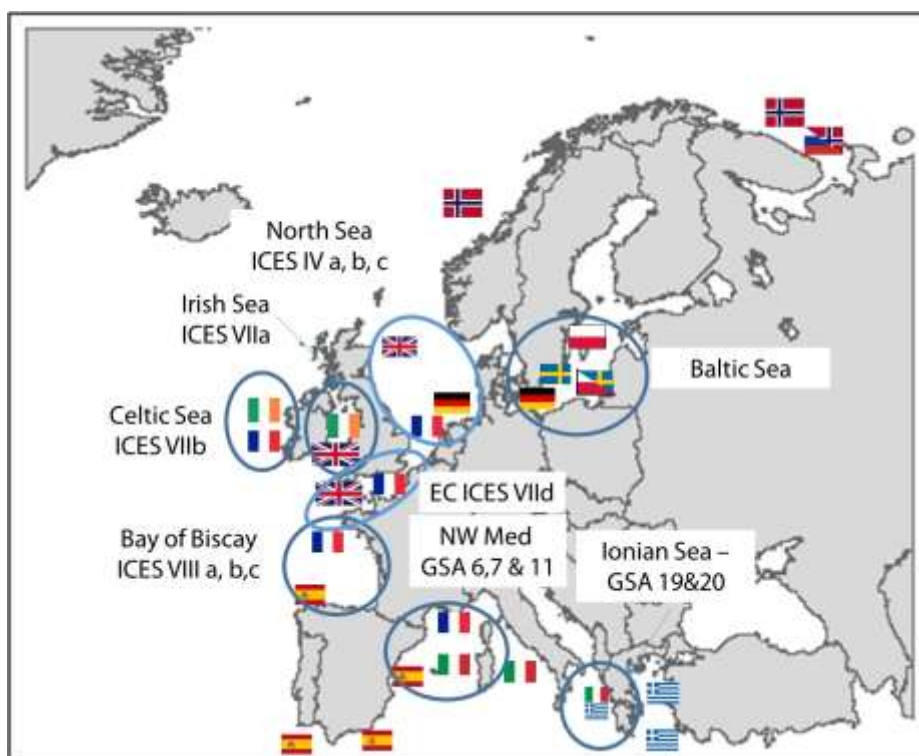 North Sea
ICES IV a, b, c
Irish Sea
ICES VIIa
Baltic Sea
Celtic Sea
ICES VIIb
EC ICES VIId
Bay of Biscay
ICES VIII a, b,c
NW Med
GSA 6,7 & 11
Ionian Sea –
GSA 19&20